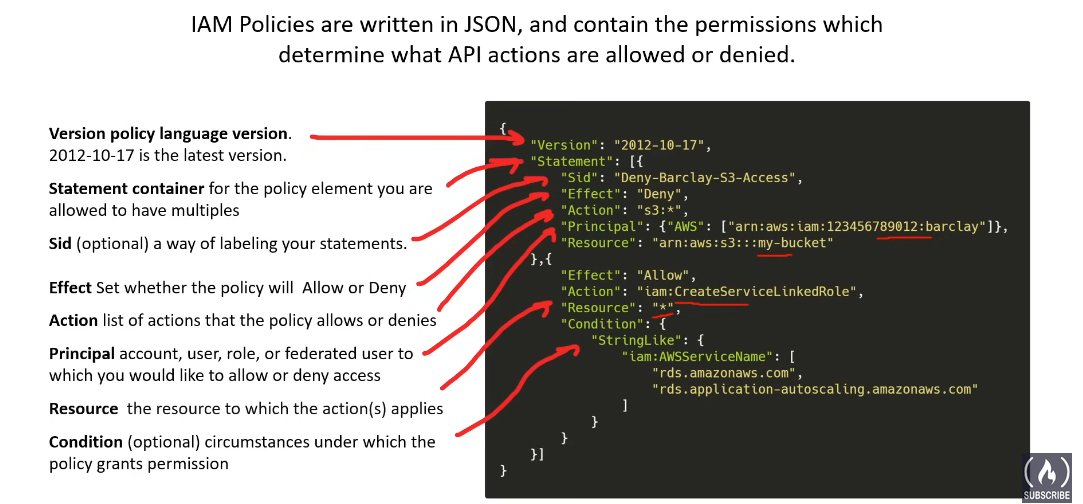 IAM Policies are written in JSON, and contain the permissions which
determine what API actions are allowed or denied.
Version policy language version.
2012-10-17 is the latest version.
Statement container for the policy element you are
allowed to have multiples
Sid (optional) a way of labeling your statements.
Effect Set whether the policy will Allow or Deny
Action list of actions that the policy allows or denies
Principal account, user, role, or federated user to
which you would like to allow or deny access
Resource the resource to which the action(s) applies
Condition (optional) circumstances under which the
policy grants permission
{
"Version": "2012-10-17",
"Statement": [{
"Sid": "Deny-Barclay-S3-Access",
"Effect": "Deny",
"Action": "s3:*",
"Principal": {"AWS": ["arn:aws:iam:123456789012:barclay"]},
"Resource": "arn:aws:s3:::my-bucket"
},{
"Effect": "Allow",
"Action": "iam:CreateServiceLinkedRole",
"Resource": "*",
"Condition": {
"StringLike": {
"iam:AWSServiceName": [
"rds.amazonaws.com",
"rds.application-autoscaling.amazonaws.com"
]
}
}
}]
}
SUBSCRIBE